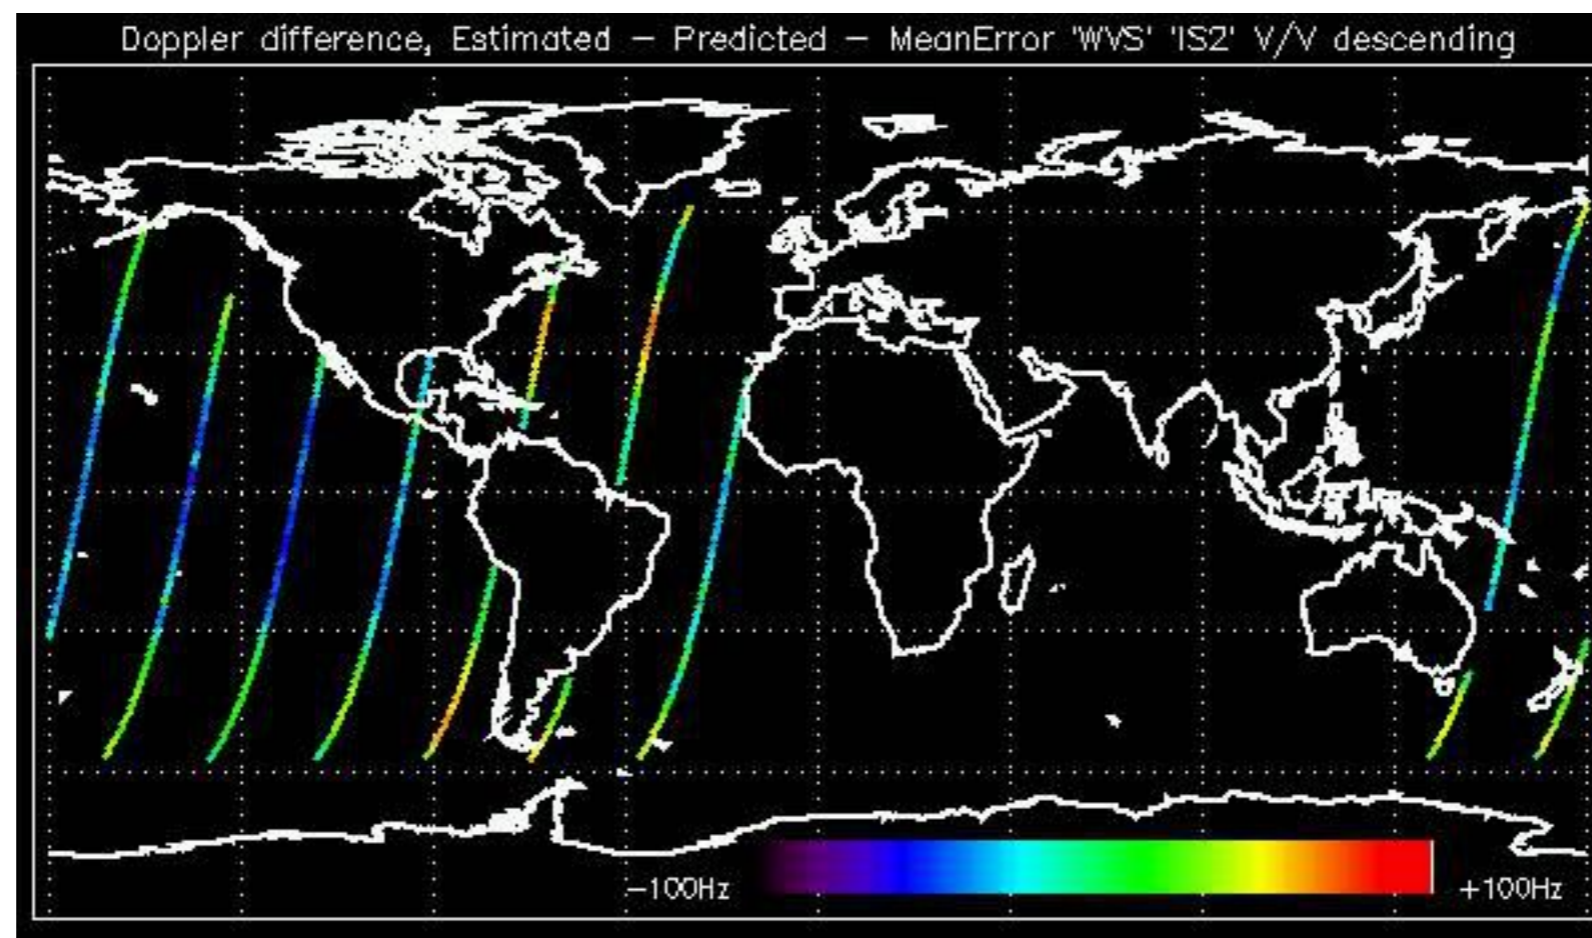 Doppler difference, Estimated – Predicted – MeanError 'WVS' 'IS2' V/V descending
–100Hz
+100Hz